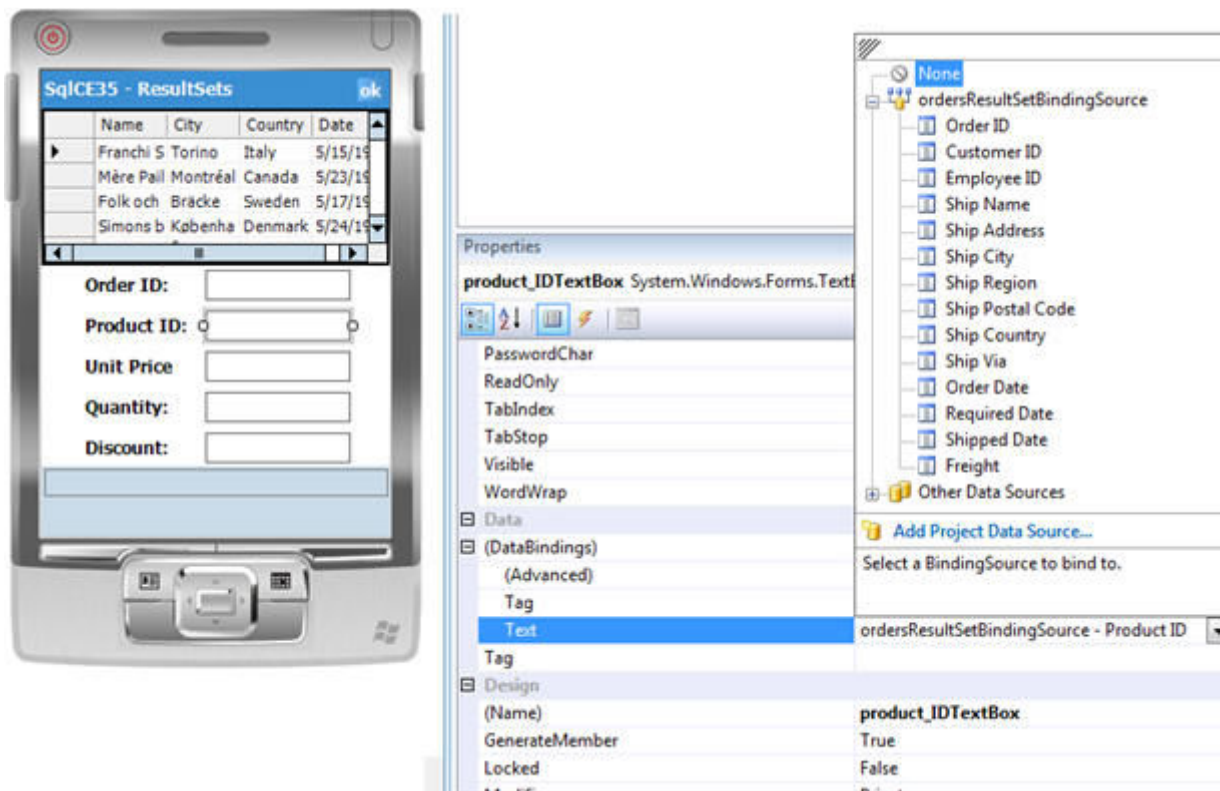 SqlCE35 - ResultSets ok
Name City Country Date
Franchi S Torino Italy 5/15/19
Mère Pail Montréal Canada 5/23/19
Folk och Bräcke Sweden 5/17/19
Simons b Københa Denmark 5/24/19
Order ID:
Product ID:
Unit Price
Quantity:
Discount:
None
ordersResultSetBindingSource
Order ID
Customer ID
Employee ID
Ship Name
Ship Address
Ship City
Ship Region
Ship Postal Code
Ship Country
Ship Via
Order Date
Required Date
Shipped Date
Freight
Other Data Sources
Add Project Data Source...
Select a BindingSource to bind to.
Properties
product_IDTextBox System.Windows.Forms.TextB
PasswordChar
ReadOnly
TabIndex
TabStop
Visible
WordWrap
Data
(DataBindings)
(Advanced)
Tag
Text ordersResultSetBindingSource - Product ID
Tag
Design
(Name) product_IDTextBox
GenerateMember True
Locked False